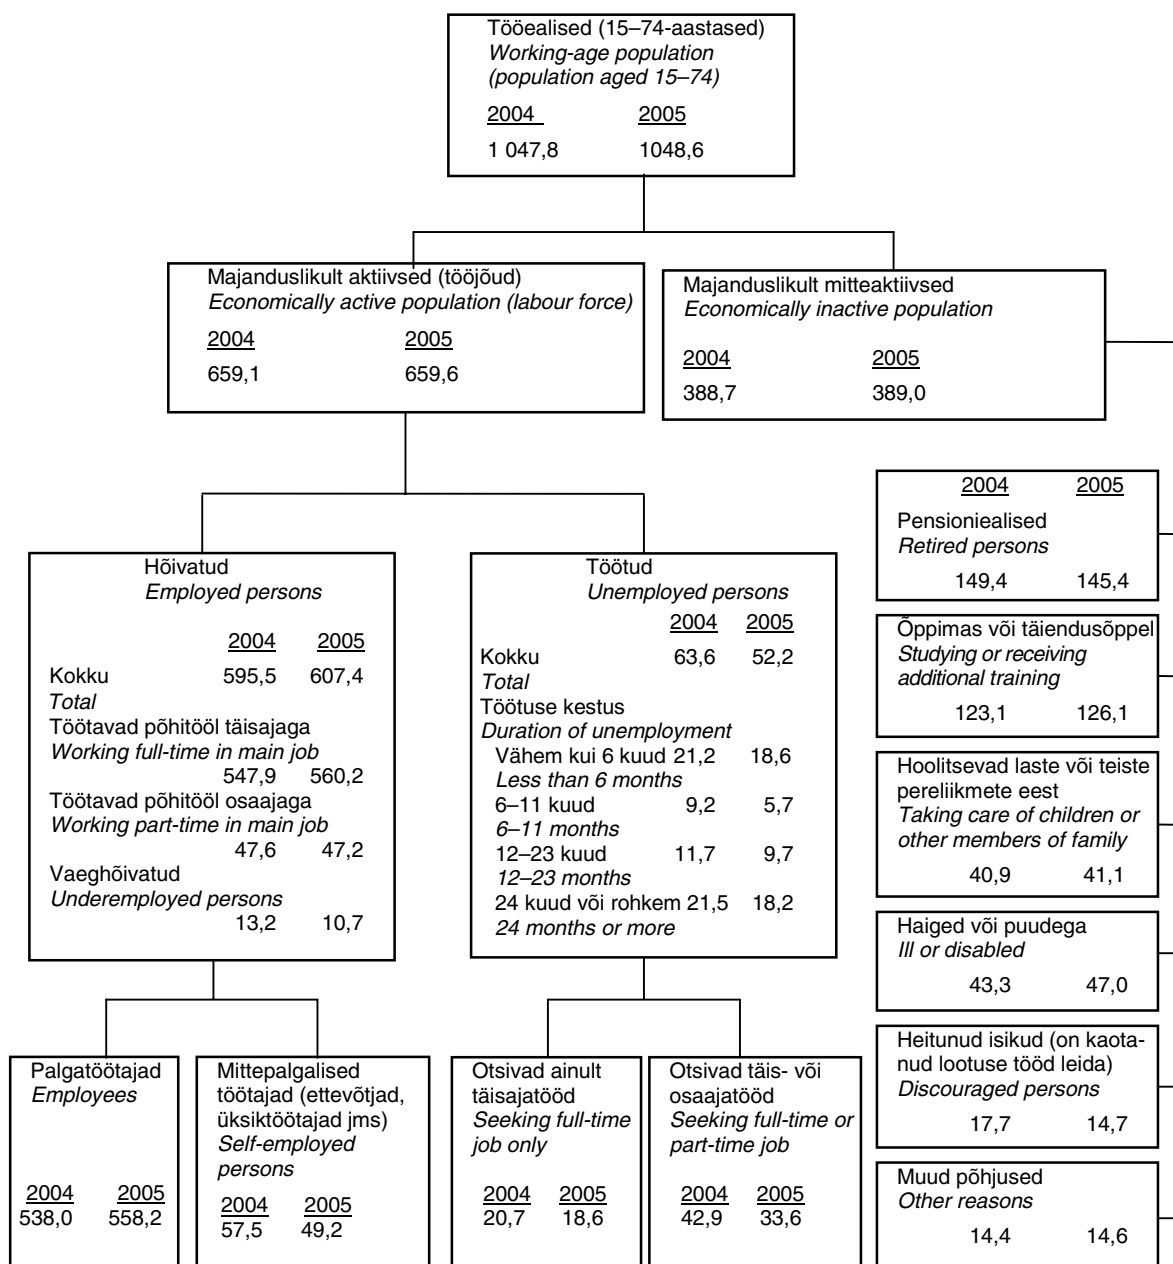 Tööealised (15–74-aastased)
Working-age population
(population aged 15–74)
2004 2005
1 047,8 1048,6
Majanduslikult aktiivsed (tööjõud)
Economically active population (labour force)
2004 2005
659,1 659,6
Majanduslikult mitteaktiivsed
Economically inactive population
2004 2005
388,7 389,0
Hõivatud
Employed persons
2004 2005
Kokku 595,5 607,4
Total
Töötavad põhitööl täisajaga
Working full-time in main job
547,9 560,2
Töötavad põhitööl osaajaga
Working part-time in main job
47,6 47,2
Vaeghõivatud
Underemployed persons
13,2 10,7
Töötud
Unemployed persons
2004 2005
Kokku 63,6 52,2
Total
Töötuse kestus
Duration of unemployment
Vähem kui 6 kuud 21,2 18,6
Less than 6 months
6–11 kuud 9,2 5,7
6–11 months
12–23 kuud 11,7 9,7
12–23 months
24 kuud või rohkem 21,5 18,2
24 months or more
Palgatöötajad
Employees
2004 2005
538,0 558,2
Mittepalgalised
töötajad (ettevõtjad,
üksiktöötajad jms)
Self-employed
persons
2004 2005
57,5 49,2
Otsivad ainult
täisajatööd
Seeking full-time
job only
2004 2005
20,7 18,6
Otsivad täis- või
osaajatööd
Seeking full-time or
part-time job
2004 2005
42,9 33,6
2004 2005
Pensioniealised
Retired persons
149,4 145,4
Õppimas või täiendusõppel
Studying or receiving
additional training
123,1 126,1
Hoolitsevad laste või teiste
pereliikmete eest
Taking care of children or
other members of family
40,9 41,1
Haiged või puudega
Ill or disabled
43,3 47,0
Heitunud isikud (on kaota-
nud lootuse tööd leida)
Discouraged persons
17,7 14,7
Muud põhjused
Other reasons
14,4 14,6